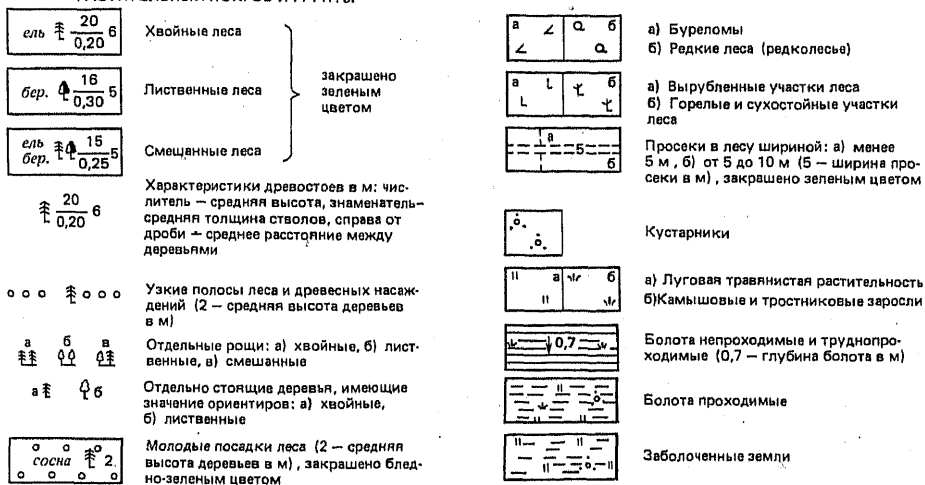 ель 20 0,20 6
Хвойные леса
бер. 16 0,30 5
Лиственные леса
закрашено
зеленым
цветом
ель
бер. 15 0,25 5
Смешанные леса
20 0,20 6
Характеристики древостоев в м: чис-
литель — средняя высота, знаменатель-
средняя толщина стволов, справа от
дроби — среднее расстояние между
деревьями
Узкие полосы леса и древесных насаж-
дений (2 — средняя высота деревьев
в м)
а б в
Отдельные рощи: а) хвойные, б) лист-
венные, в) смешанные
а б
Отдельно стоящие деревья, имеющие
значение ориентиров: а) хвойные,
б) лиственные
сосна 2
Молодые посадки леса (2 — средняя
высота деревьев в м), закрашено блед-
но-зеленым цветом
а б
а) Буреломы
б) Редкие леса (редколесье)
а б
а) Вырубленные участки леса
б) Горелые и сухостойные участки
леса
а
5
б
Просеки в лесу шириной: а) менее
5 м, б) от 5 до 10 м (5 — ширина про-
секи в м), закрашено зеленым цветом
Кустарники
а б
а) Луговая травянистая растительность
б)Камышовые и тростниковые заросли
0,7
Болота непроходимые и труднопро-
ходимые (0,7 — глубина болота в м)
Болота проходимые
Заболоченные земли